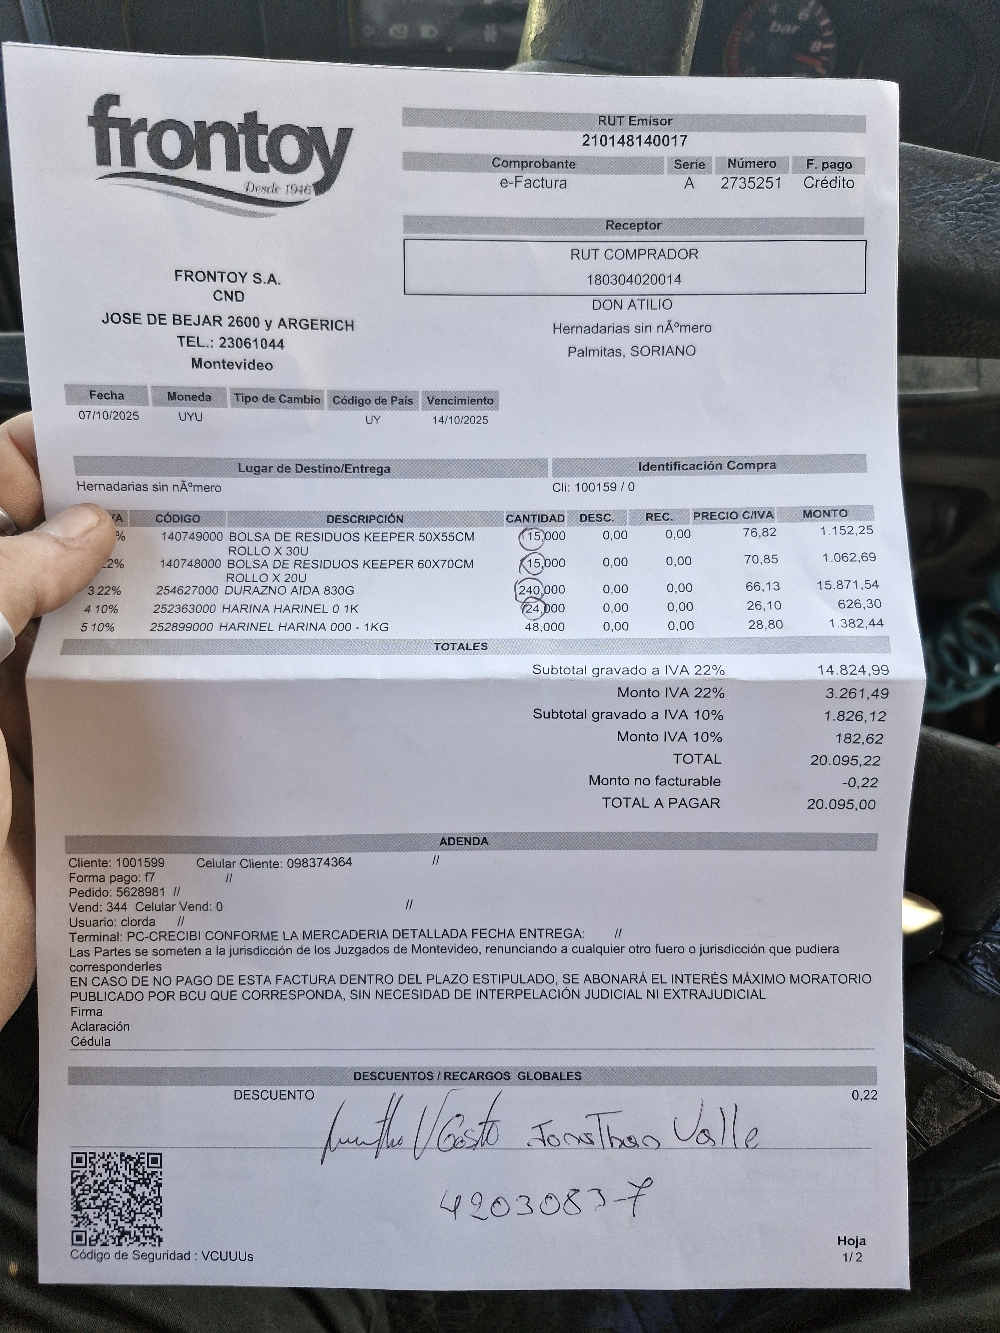 frontoy
Desde 1946
FRONTOY S.A.
CND
JOSE DE BEJAR 2600 y ARGERICH
TEL.: 23061044
Montevideo
RUT Emisor
210148140017
Comprobante Serie Número F. pago
e-Factura A 2735251 Crédito
Receptor
RUT COMPRADOR
180304020014
DON ATILIO
Hernadarias sin nÃºmero
Palmitas, SORIANO
Fecha Moneda Tipo de Cambio Código de País Vencimiento
07/10/2025 UYU UY 14/10/2025
Lugar de Destino/Entrega Identificación Compra
Hernadarias sin nÃºmero Cli: 100159 / 0
CÓDIGO DESCRIPCIÓN CANTIDAD DESC. REC. PRECIO C/IVA MONTO
% 140749000 BOLSA DE RESIDUOS KEEPER 50X55CM 15,000 0,00 0,00 76,82 1.152,25
ROLLO X 30U
2% 140748000 BOLSA DE RESIDUOS KEEPER 60X70CM 15,000 0,00 0,00 70,85 1.062,69
ROLLO X 20U
3 22% 254627000 DURAZNO AIDA 830G 240,000 0,00 0,00 66,13 15.871,54
4 10% 252363000 HARINA HARINEL 0 1K 24,000 0,00 0,00 26,10 626,30
5 10% 252899000 HARINEL HARINA 000 - 1KG 48,000 0,00 0,00 28,80 1.382,44
TOTALES
Subtotal gravado a IVA 22% 14.824,99
Monto IVA 22% 3.261,49
Subtotal gravado a IVA 10% 1.826,12
Monto IVA 10% 182,62
TOTAL 20.095,22
Monto no facturable -0,22
TOTAL A PAGAR 20.095,00
ADENDA
Cliente: 1001599 Celular Cliente: 098374364 //
Forma pago: f7 //
Pedido: 5628981 //
Vend: 344 Celular Vend: 0 //
Usuario: clorda //
Terminal: PC-CRECIBI CONFORME LA MERCADERIA DETALLADA FECHA ENTREGA: //
Las Partes se someten a la jurisdicción de los Juzgados de Montevideo, renunciando a cualquier otro fuero o jurisdicción que pudiera
corresponderles
EN CASO DE NO PAGO DE ESTA FACTURA DENTRO DEL PLAZO ESTIPULADO, SE ABONARÁ EL INTERÉS MÁXIMO MORATORIO
PUBLICADO POR BCU QUE CORRESPONDA, SIN NECESIDAD DE INTERPELACIÓN JUDICIAL NI EXTRAJUDICIAL
Firma
Aclaración
Cédula
DESCUENTOS / RECARGOS GLOBALES
DESCUENTO 0,22
Jonathan Valle
4203083-7
Código de Seguridad : VCUUUs
Hoja
1/ 2
bar